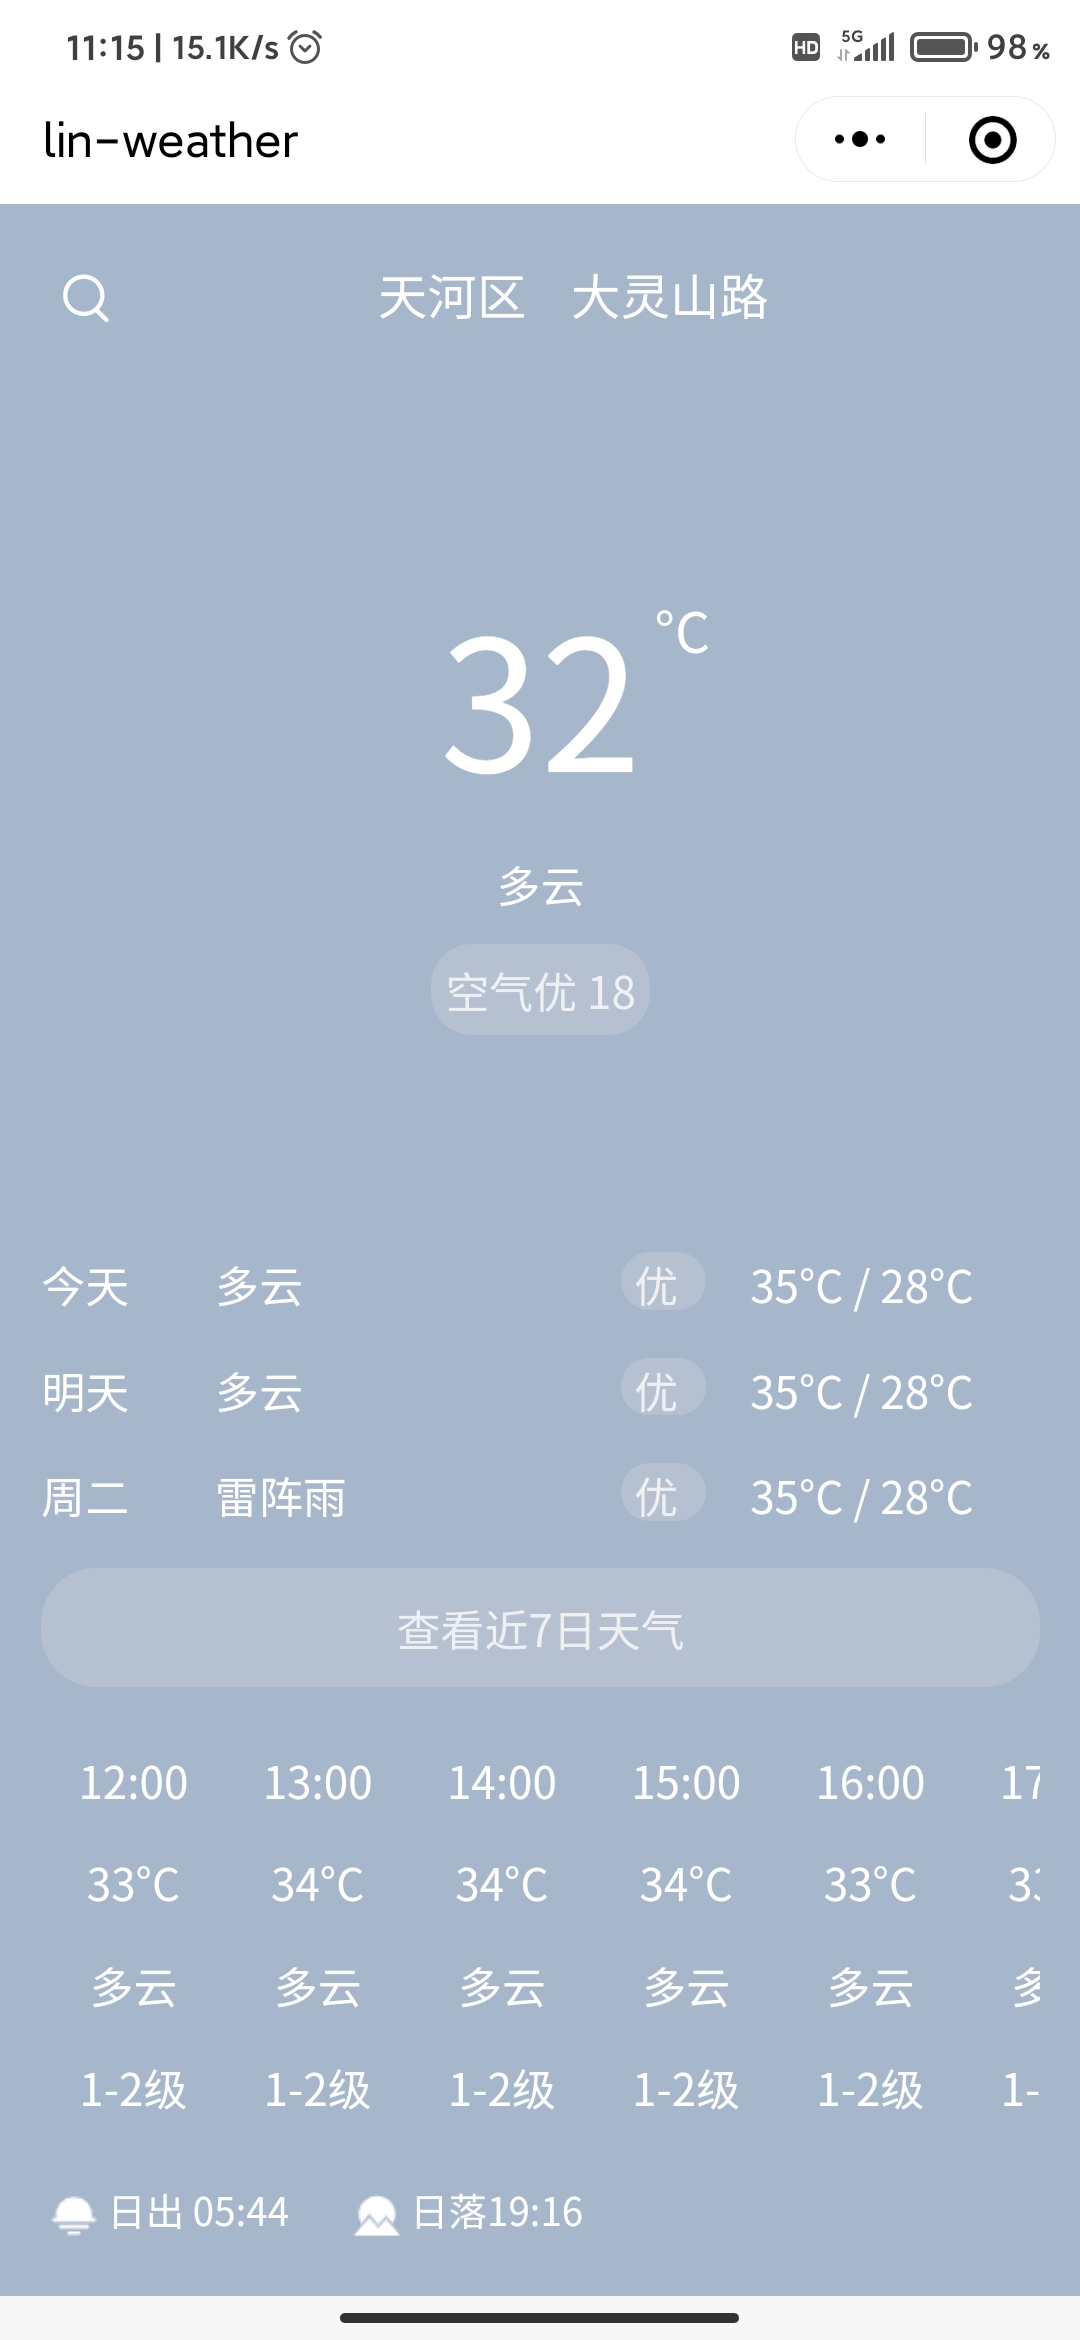 11:15 | 15.1K/s HD 5G 98%
lin-weather
天河区 大灵山路
32 °C
多云
空气优 18
今天 多云 优 35°C / 28°C
明天 多云 优 35°C / 28°C
周二 雷阵雨 优 35°C / 28°C
查看近7日天气
12:00 13:00 14:00 15:00 16:00 17
33°C 34°C 34°C 34°C 33°C 33
多云 多云 多云 多云 多云 多
1-2级 1-2级 1-2级 1-2级 1-2级 1-
日出 05:44 日落19:16